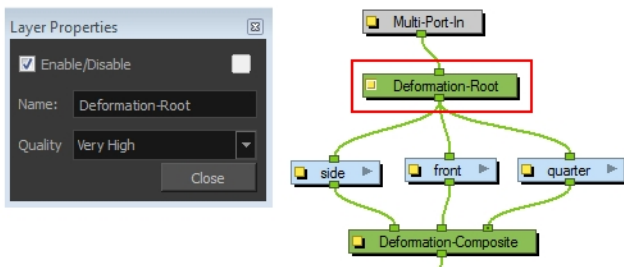 Layer Properties
Enable/Disable
Name: Deformation-Root
Quality Very High
Close
Multi-Port-In
Deformation-Root
side front quarter
Deformation-Composite